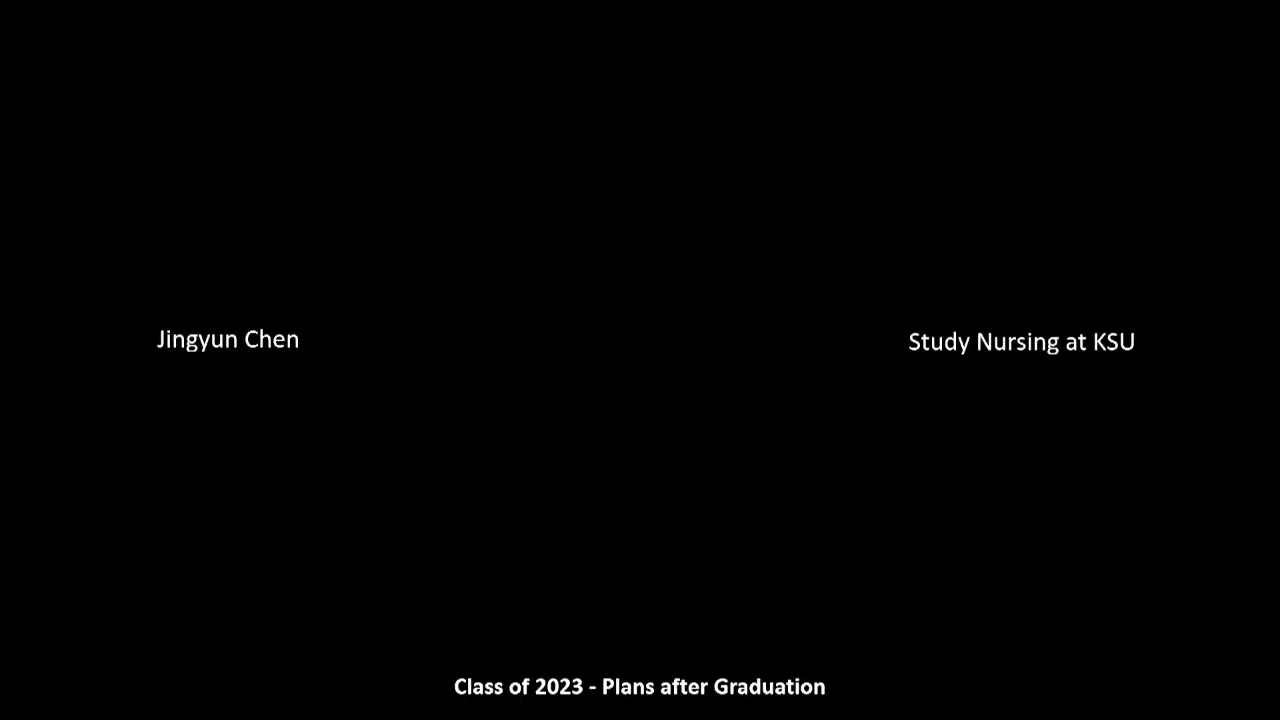 Jingyun Chen
Study Nursing at KSU
Class of 2023 - Plans after Graduation